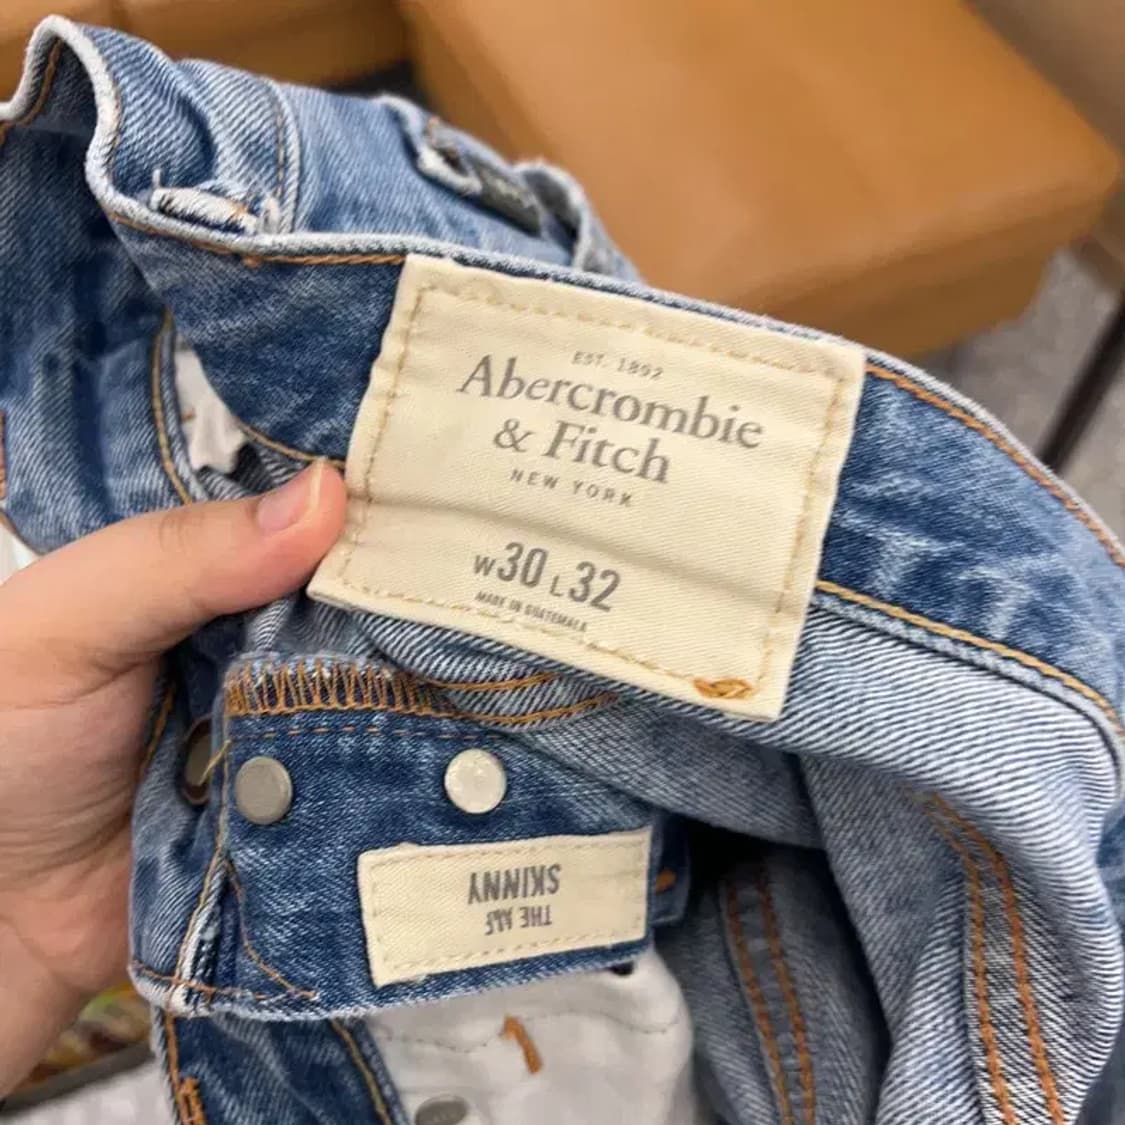 EST. 1892
Abercrombie
& Fitch
NEW YORK
W30 L32
MADE IN GUATEMALA
THE A&F
SKINNY